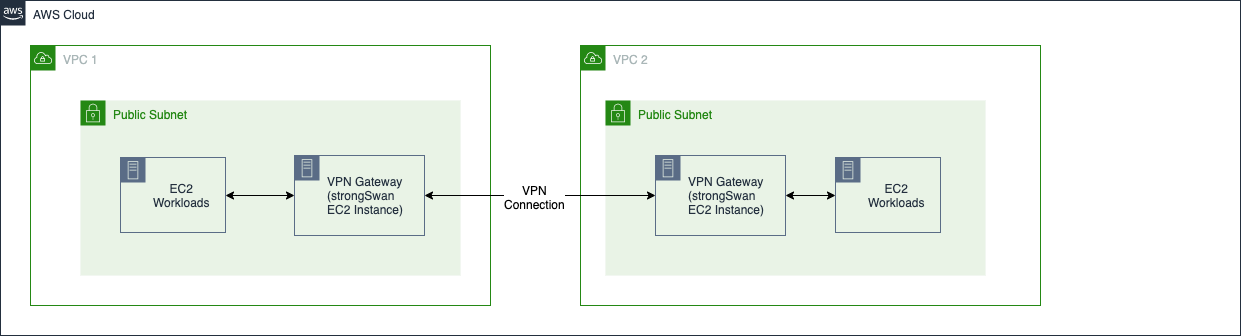 aws
AWS Cloud
VPC 1
Public Subnet
EC2
Workloads
VPN Gateway
(strongSwan
EC2 Instance)
VPN
Connection
VPC 2
Public Subnet
VPN Gateway
(strongSwan
EC2 Instance)
EC2
Workloads